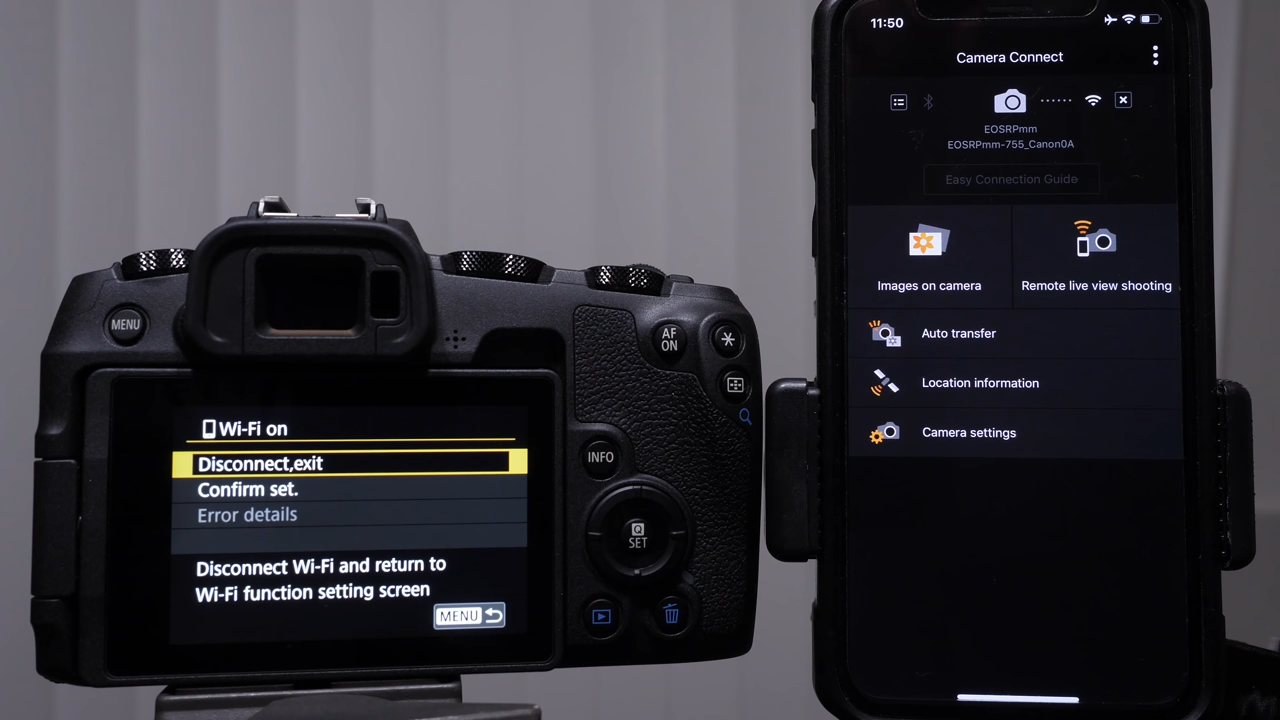 MENU
AF
ON
INFO
Q
SET
Wi-Fi on
Disconnect,exit
Confirm set.
Error details
Disconnect Wi-Fi and return to
Wi-Fi function setting screen
MENU
11:50
Camera Connect
EOSRPmm
EOSRPmm-755_Canon0A
Easy Connection Guide
Images on camera
Remote live view shooting
Auto transfer
Location information
Camera settings